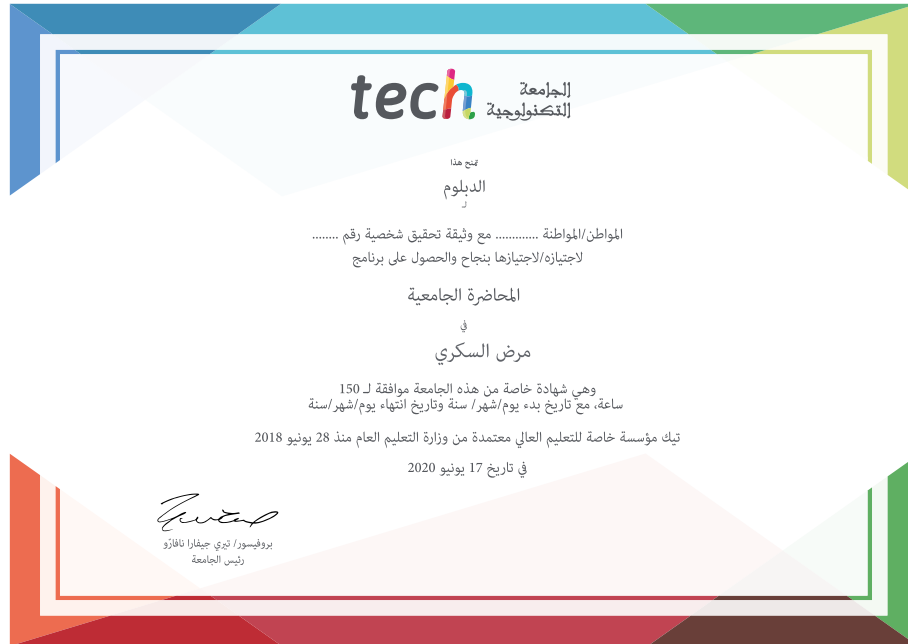 tech الجامعة
التكنولوجية
تمنح هذا
الدبلوم
لـ
المواطن/المواطنة ............. مع وثيقة تحقيق شخصية رقم ........
لاجتيازه/لاجتيازها بنجاح والحصول على برنامج
المحاضرة الجامعية
في
مرض السكري
وهي شهادة خاصة من هذه الجامعة موافقة لـ 150
ساعة، مع تاريخ بدء يوم/شهر/ سنة وتاريخ انتهاء يوم/شهر/سنة
تيك مؤسسة خاصة للتعليم العالي معتمدة من وزارة التعليم العام منذ 28 يونيو 2018
في تاريخ 17 يونيو 2020
بروفيسور/ تيري جيفارا نافارّو
رئيس الجامعة